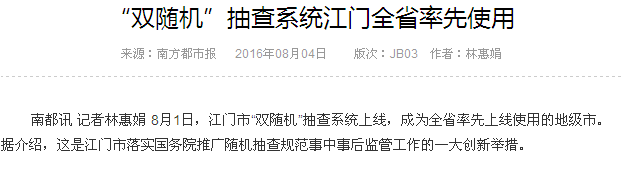 “双随机”抽查系统江门全省率先使用
来源：南方都市报 2016年08月04日 版次：JB03 作者：林惠娟
南都讯 记者林惠娟 8月1日，江门市“双随机”抽查系统上线，成为全省率先上线使用的地级市。
据介绍，这是江门市落实国务院推广随机抽查规范事中事后监管工作的一大创新举措。